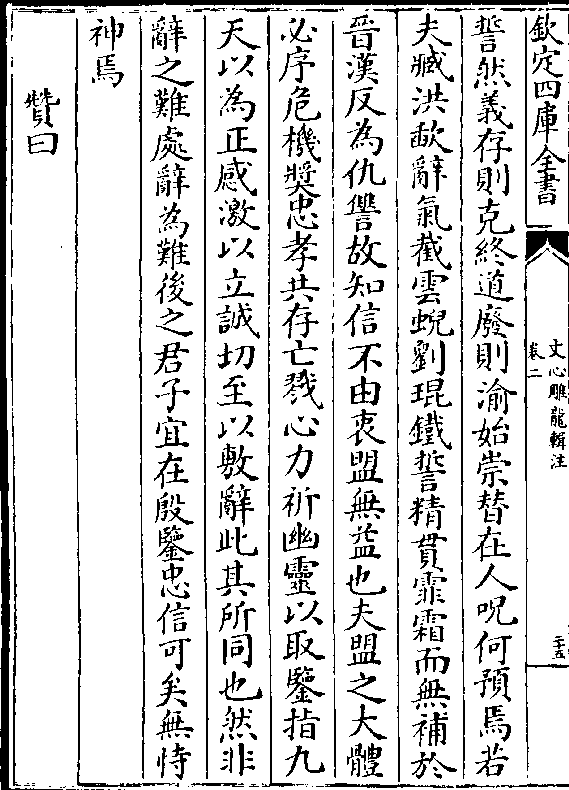 欽定四庫全書
文心雕龍輯注
卷二
二十五
誓然義存則克終道廢則渝始崇替在人呪何預焉若
夫臧洪歃辭氣截雲蜺劉琨鐵誓精貫霏霜而無補於
晉漢反為仇讐故知信不由衷盟無益也夫盟之大體
必序危機奬忠孝共存亡戮心力祈幽靈以取鑒指九
天以為正感激以立誠切至以敷辭此其所同也然非
辭之難處辭為難後之君子宜在殷鑒忠信可矣無恃
神焉
贊曰